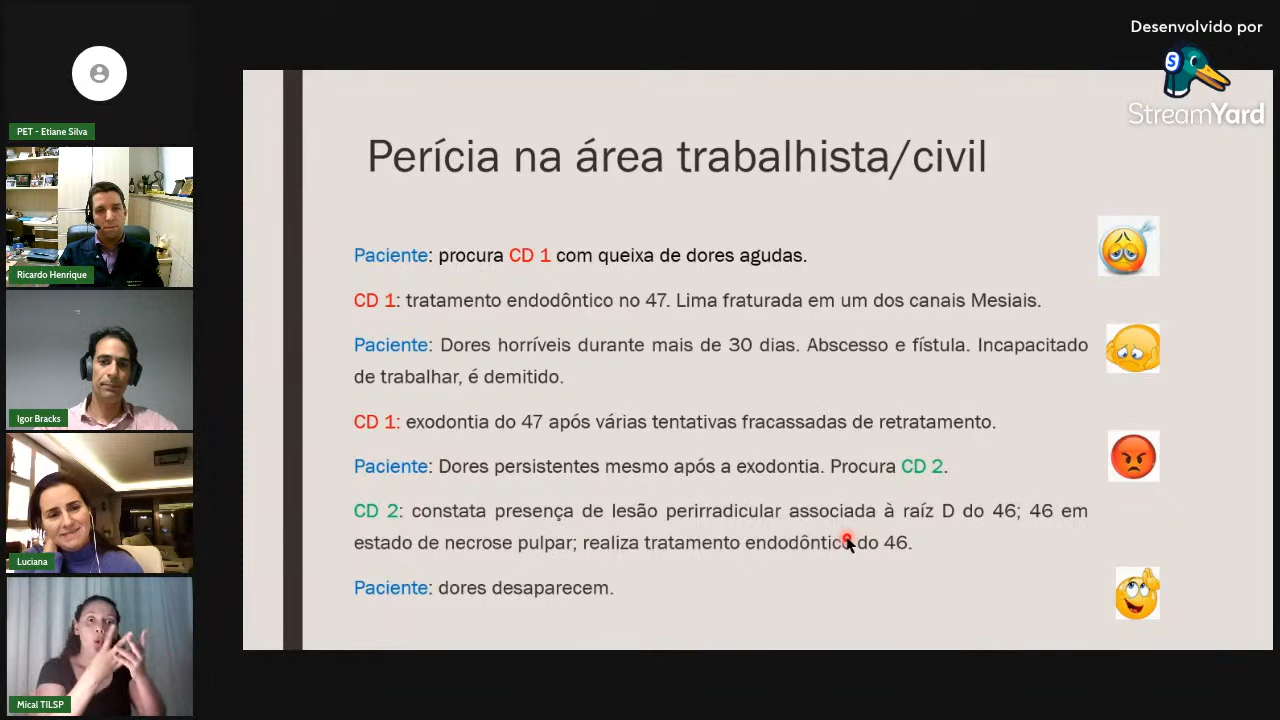 Desenvolvido por
StreamYard
PET - Etiane Silva
Ricardo Henrique
Igor Bracks
Luciana
Mical TILSP
Perícia na área trabalhista/civil
Paciente: procura CD 1 com queixa de dores agudas.
CD 1: tratamento endodôntico no 47. Lima fraturada em um dos canais Mesiais.
Paciente: Dores horríveis durante mais de 30 dias. Abscesso e fístula. Incapacitado
de trabalhar, é demitido.
CD 1: exodontia do 47 após várias tentativas fracassadas de retratamento.
Paciente: Dores persistentes mesmo após a exodontia. Procura CD 2.
CD 2: constata presença de lesão perirradicular associada à raíz D do 46; 46 em
estado de necrose pulpar; realiza tratamento endodôntico do 46.
Paciente: dores desaparecem.